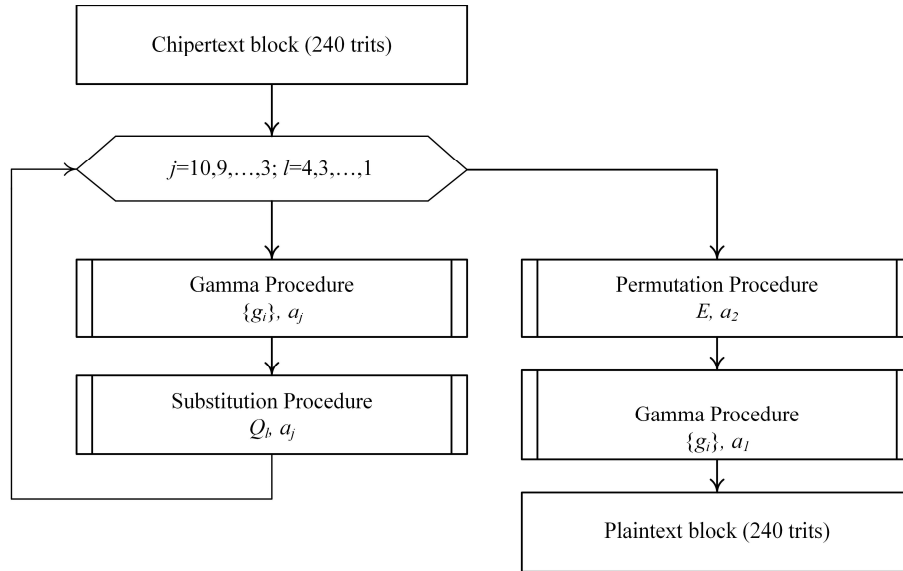 Chipertext block (240 trits)
j=10,9,…,3; l=4,3,…,1
Gamma Procedure
{gᵢ}, aⱼ
Substitution Procedure
Qₗ, aⱼ
Permutation Procedure
E, a₂
Gamma Procedure
{gᵢ}, a₁
Plaintext block (240 trits)